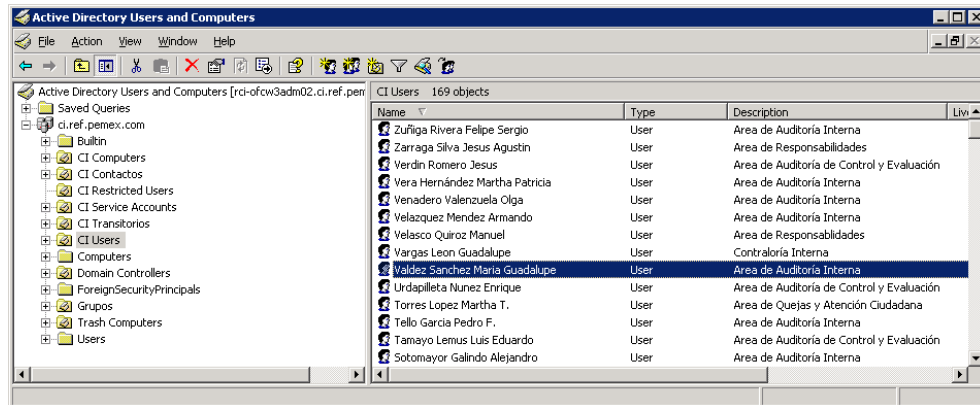 Active Directory Users and Computers
File Action View Window Help
Active Directory Users and Computers [rci-ofcw3adm02.ci.ref.pem
Saved Queries
ci.ref.pemex.com
Builtin
CI Computers
CI Contactos
CI Restricted Users
CI Service Accounts
CI Transitorios
CI Users
Computers
Domain Controllers
ForeignSecurityPrincipals
Grupos
Trash Computers
Users
CI Users 169 objects
Name Type Description Live
Zuñiga Rivera Felipe Sergio User Area de Auditoría Interna
Zarraga Silva Jesus Agustin User Area de Responsabilidades
Verdin Romero Jesus User Area de Auditoría de Control y Evaluación
Vera Hernández Martha Patricia User Area de Auditoría Interna
Venadero Valenzuela Olga User Area de Auditoría Interna
Velazquez Mendez Armando User Area de Auditoría Interna
Velasco Quiroz Manuel User Area de Responsablidades
Vargas Leon Guadalupe User Contraloría Interna
Valdez Sanchez Maria Guadalupe User Area de Auditoría Interna
Urdapilleta Nunez Enrique User Area de Auditoría de Control y Evaluación
Torres Lopez Martha T. User Area de Quejas y Atención Ciudadana
Tello Garcia Pedro F. User Area de Auditoría Interna
Tamayo Lemus Luis Eduardo User Area de Auditoría de Control y Evaluación
Sotomayor Galindo Alejandro User Area de Auditoría Interna